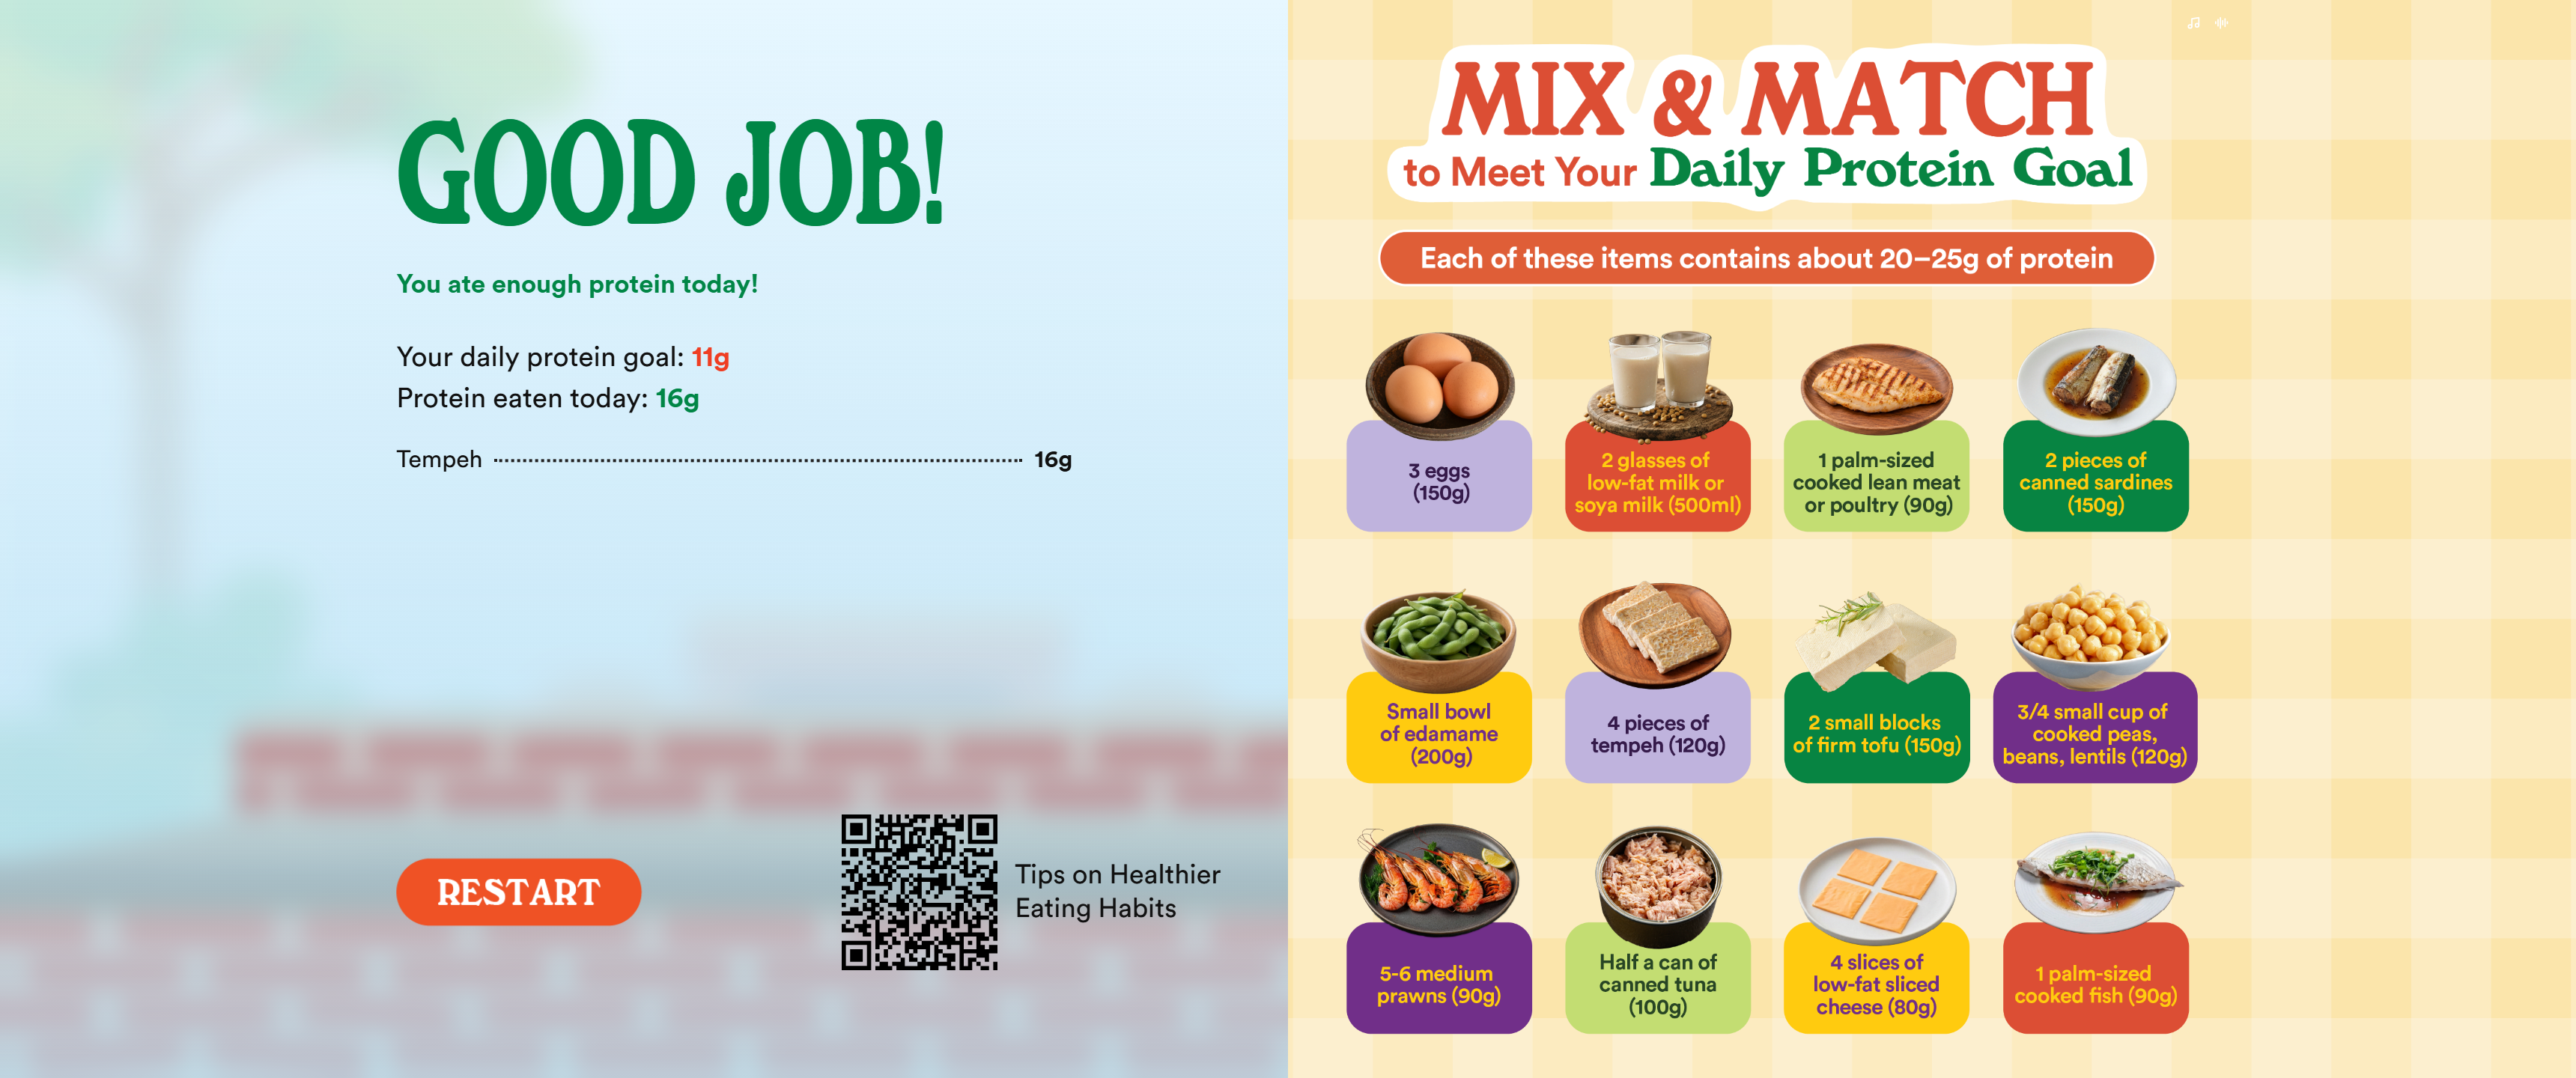 GOOD JOB!
You ate enough protein today!
Your daily protein goal: 11g
Protein eaten today: 16g
Tempeh 16g
RESTART
Tips on Healthier
Eating Habits
MIX & MATCH
to Meet Your Daily Protein Goal
Each of these items contains about 20–25g of protein
3 eggs
(150g)
2 glasses of
low-fat milk or
soya milk (500ml)
1 palm-sized
cooked lean meat
or poultry (90g)
2 pieces of
canned sardines
(150g)
Small bowl
of edamame
(200g)
4 pieces of
tempeh (120g)
2 small blocks
of firm tofu (150g)
3/4 small cup of
cooked peas,
beans, lentils (120g)
5-6 medium
prawns (90g)
Half a can of
canned tuna
(100g)
4 slices of
low-fat sliced
cheese (80g)
1 palm-sized
cooked fish (90g)